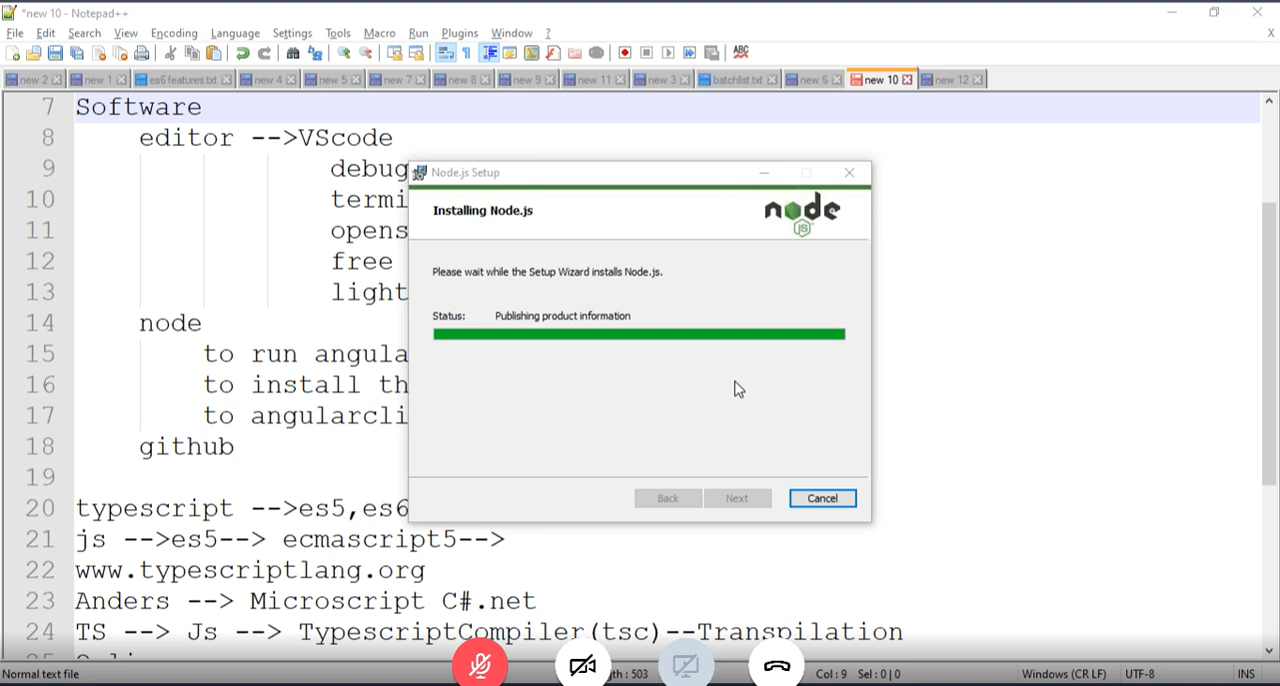 *new 10 - Notepad++
File Edit Search View Encoding Language Settings Tools Macro Run Plugins Window ? X
new 2 new 1 es6 features.txt new 4 new 5 new 7 new 8 new 9 new 11 new 3 batchlist.txt new 6 new 10 new 12
7 Software
8 editor -->VScode
9 debug
10 termi
11 opens
12 free
13 light
14 node
15 to run angula
16 to install th
17 to angularcli
18 github
19
20 typescript -->es5,es6
21 js -->es5--> ecmascript5-->
22 www.typescriptlang.org
23 Anders --> Microscript C#.net
24 TS --> Js --> TypescriptCompiler(tsc)--Transpilation
Node.js Setup
Installing Node.js
node
JS
Please wait while the Setup Wizard installs Node.js.
Status: Publishing product information
Back Next Cancel
Normal text file gth : 503 Col : 9 Sel : 0 | 0 Windows (CR LF) UTF-8 INS